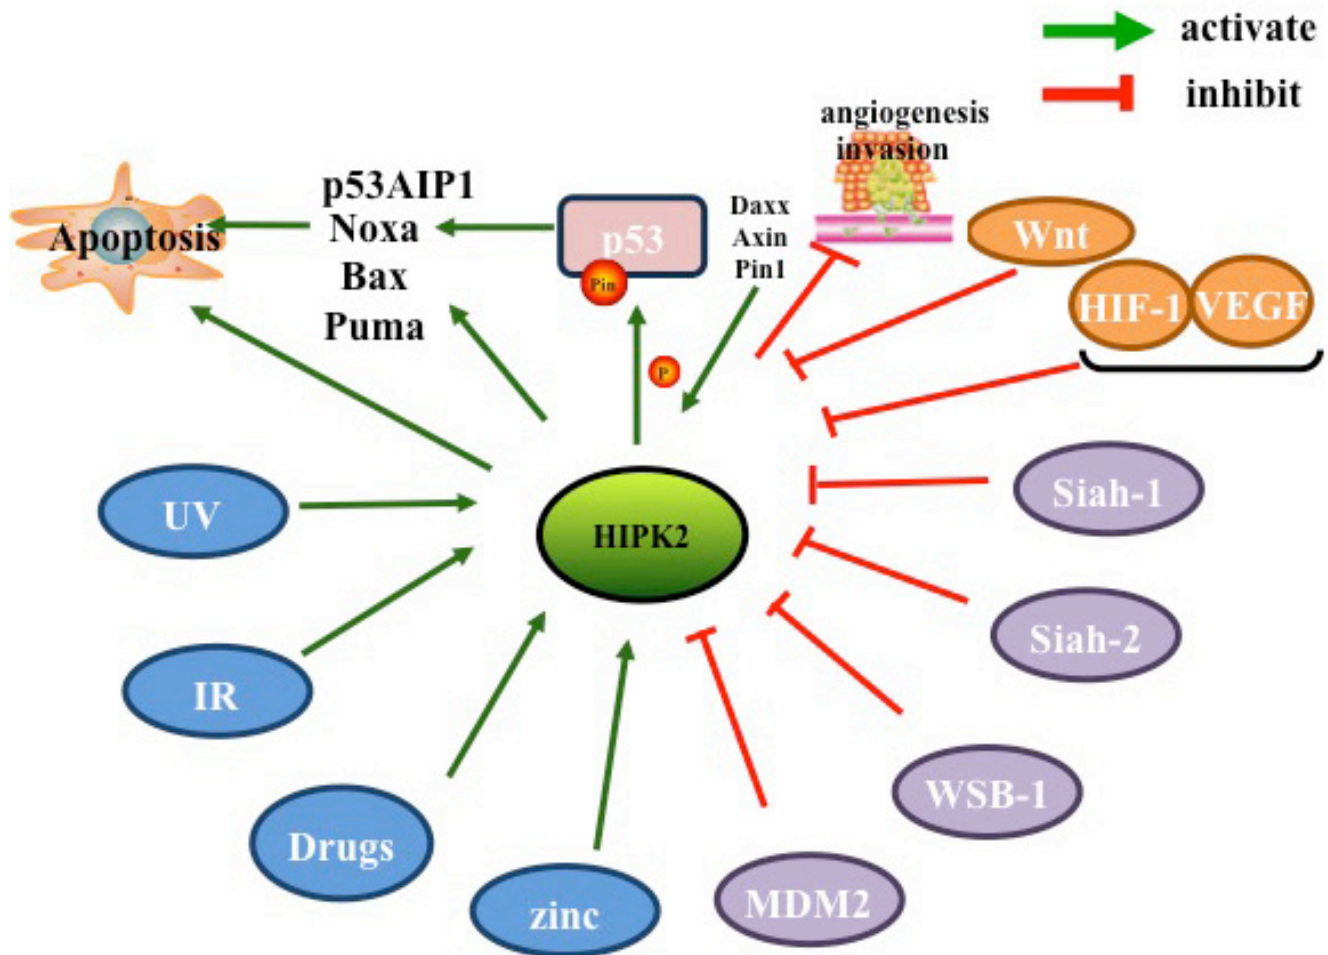 activate
inhibit
angiogenesis
invasion
p53AIP1
Noxa
Bax
Puma
Apoptosis
p53
Pin
Daxx
Axin
Pin1
Wnt
HIF-1
VEGF
P
UV
HIPK2
Siah-1
IR
Siah-2
Drugs
WSB-1
zinc
MDM2